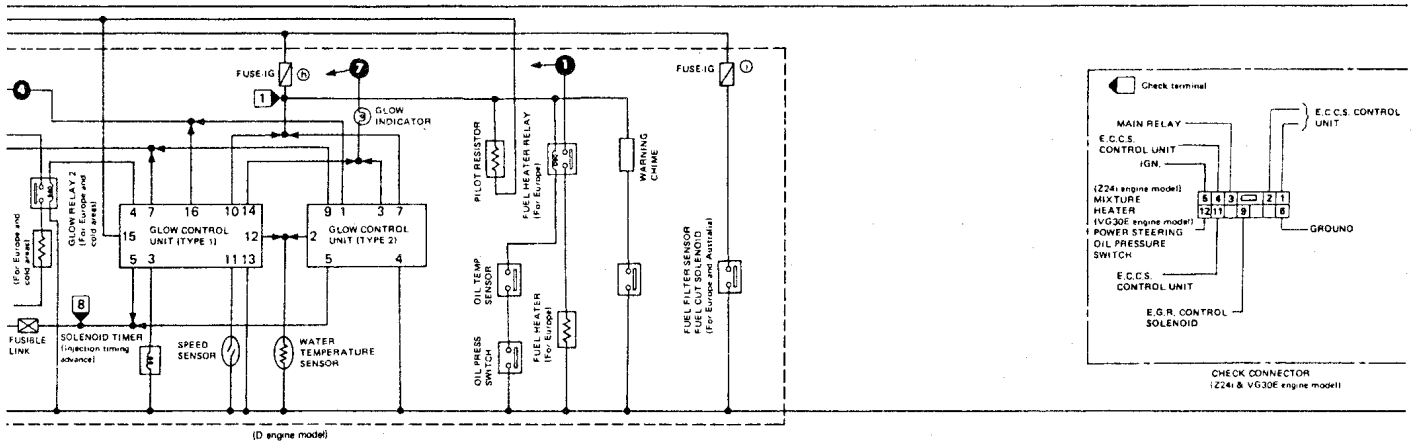 FUSE-IG
h
7
1
FUSE-IG
i
4
1
GLOW
INDICATOR
GLOW RELAY 2
(For Europe and
cold areas)
(For Europe and
cold areas)
PILOT RESISTOR
FUEL HEATER RELAY
(For Europe)
WARNING
CHIME
4 7 16 10 14
9 1 3 7
15
GLOW CONTROL
UNIT (TYPE 1)
12
2
GLOW CONTROL
UNIT (TYPE 2)
5 3 11 13
5 4
8
FUSIBLE
LINK
SOLENOID TIMER
(Injection timing
advance)
SPEED
SENSOR
WATER
TEMPERATURE
SENSOR
OIL TEMP.
SENSOR
OIL PRESS
SWITCH
FUEL HEATER
(For Europe)
FUEL FILTER SENSOR
FUEL CUT SOLENOID
(For Europe and Australia)
(D engine model)
Check terminal
MAIN RELAY
E.C.C.S. CONTROL
UNIT
E.C.C.S.
CONTROL UNIT
IGN.
(Z24i engine model)
MIXTURE
HEATER
(VG30E engine model)
POWER STEERING
OIL PRESSURE
SWITCH
5 4 3 2 1
12 11 9 6
GROUND
E.C.C.S.
CONTROL UNIT
E.G.R. CONTROL
SOLENOID
CHECK CONNECTOR
(Z24i & VG30E engine model)